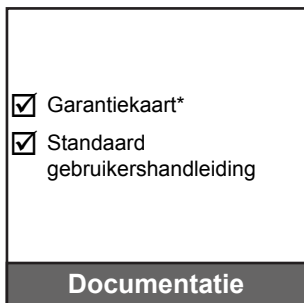 ☑ Garantiekaart*
☑ Standaard
gebruikershandleiding
Documentatie